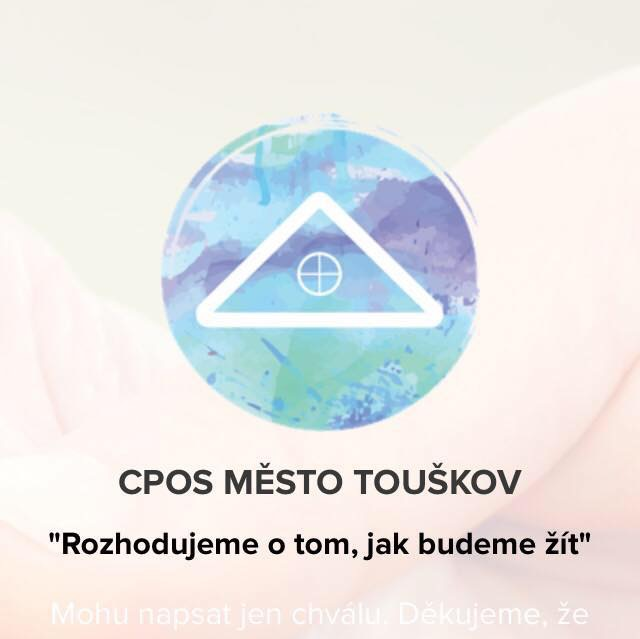 CPOS MĚSTO TOUŠKOV
"Rozhodujeme o tom, jak budeme žít"
Mohu napsat jen chválu. Děkujeme, že